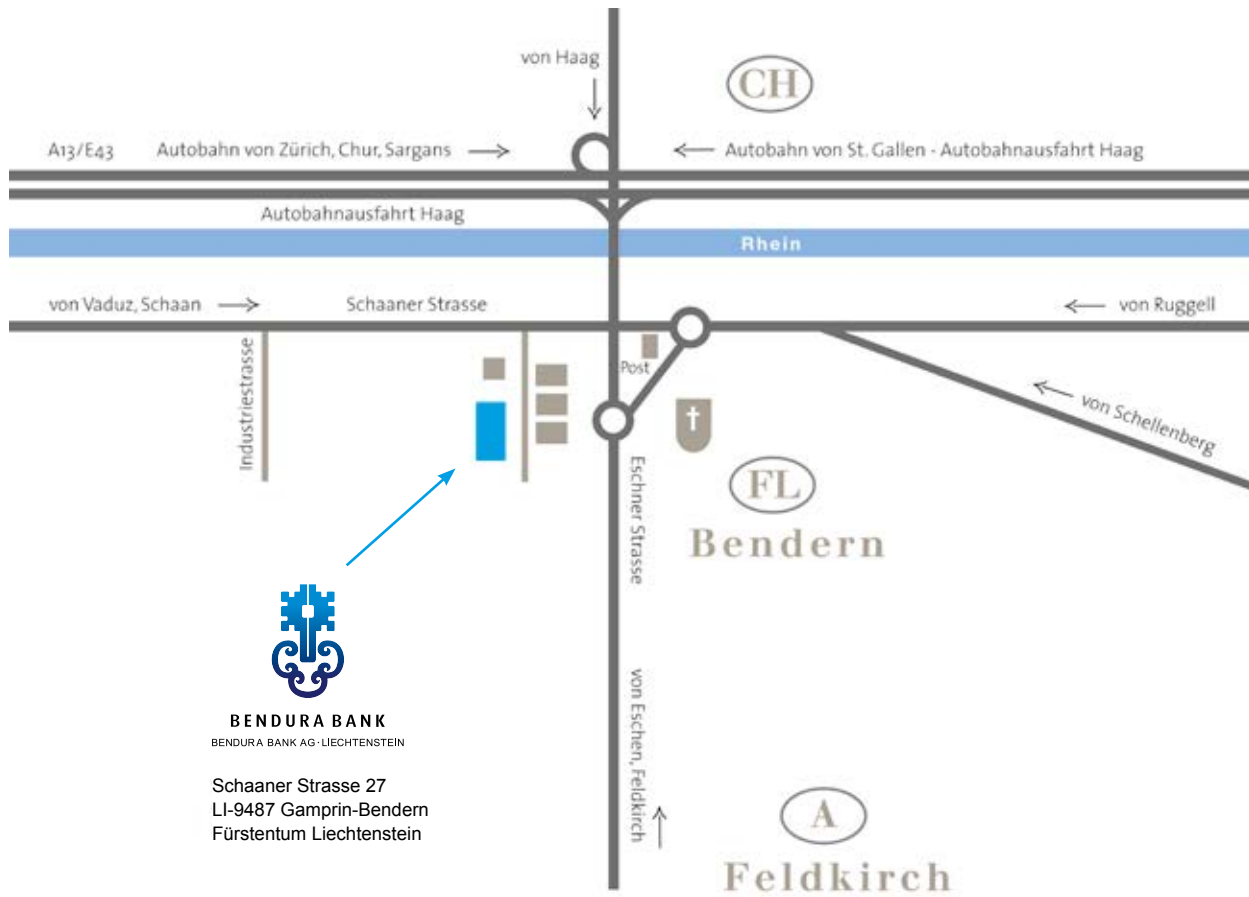 von Haag
CH
A13/E43
Autobahn von Zürich, Chur, Sargans
Autobahn von St. Gallen - Autobahnausfahrt Haag
Autobahnausfahrt Haag
Rhein
von Vaduz, Schaan
Schaaner Strasse
von Ruggell
Industriestrasse
Post
von Schellenberg
Eschner Strasse
FL
Bendern
BENDURA BANK
BENDURA BANK AG · LIECHTENSTEIN
Schaaner Strasse 27
LI-9487 Gamprin-Bendern
Fürstentum Liechtenstein
von Eschen, Feldkirch
A
Feldkirch